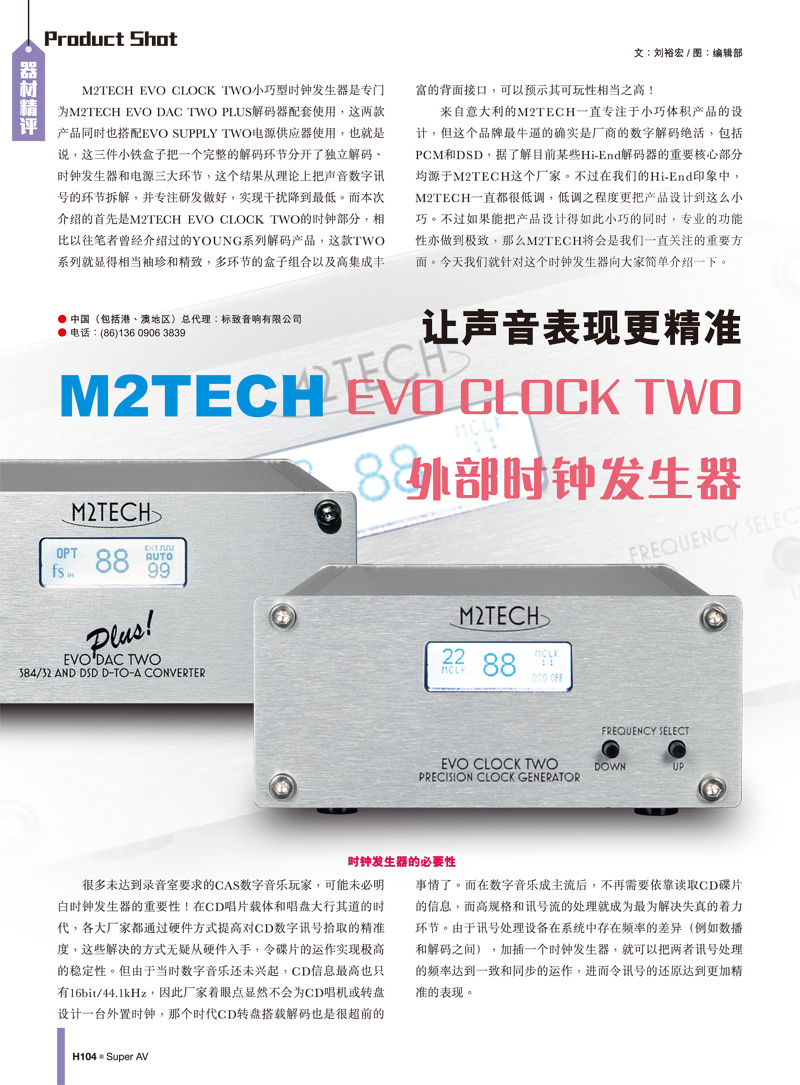 Product Shot
器材精评
文：刘裕宏 / 图：编辑部
M2TECH EVO CLOCK TWO小巧型时钟发生器是专门
为M2TECH EVO DAC TWO PLUS解码器配套使用，这两款
产品同时也搭配EVO SUPPLY TWO电源供应器使用，也就是
说，这三件小铁盒子把一个完整的解码环节分开了独立解码、
时钟发生器和电源三大环节，这个结果从理论上把声音数字讯
号的环节拆解，并专注研发做好，实现干扰降到最低。而本次
介绍的首先是M2TECH EVO CLOCK TWO的时钟部分，相
比以往笔者曾经介绍过的YOUNG系列解码产品，这款TWO
系列就显得相当袖珍和精致，多环节的盒子组合以及高集成丰
富的背面接口，可以预示其可玩性相当之高！
来自意大利的M2TECH一直专注于小巧体积产品的设
计，但这个品牌最牛逼的确实是厂商的数字解码绝活，包括
PCM和DSD，据了解目前某些Hi-End解码器的重要核心部分
均源于M2TECH这个厂家。不过在我们的Hi-End印象中，
M2TECH一直都很低调，低调之程度更把产品设计到这么小
巧。不过如果能把产品设计得如此小巧的同时，专业的功能
性亦做到极致，那么M2TECH将会是我们一直关注的重要方
面。今天我们就针对这个时钟发生器向大家简单介绍一下。
● 中国（包括港、澳地区）总代理：标致音响有限公司
● 电话：(86)136 0906 3839
让声音表现更精准
M2TECH EVO CLOCK TWO
外部时钟发生器
M2TECH
88
MCLK
1:1
FREQUENCY SELECT
M2TECH
OPT
fs IN
88
EXT
AUTO
99
Plus!
EVO DAC TWO
384/32 AND DSD D-TO-A CONVERTER
M2TECH
22
MCLK
88
MCLK
1:1
DSD OFF
FREQUENCY SELECT
DOWN
UP
EVO CLOCK TWO
PRECISION CLOCK GENERATOR
时钟发生器的必要性
很多未达到录音室要求的CAS数字音乐玩家，可能未必明
白时钟发生器的重要性！在CD唱片载体和唱盘大行其道的时
代，各大厂家都通过硬件方式提高对CD数字讯号拾取的精准
度，这些解决的方式无疑从硬件入手，令碟片的运作实现极高
的稳定性。但由于当时数字音乐还未兴起，CD信息最高也只
有16bit/44.1kHz，因此厂家着眼点显然不会为CD唱机或转盘
设计一台外置时钟，那个时代CD转盘搭载解码也是很超前的
事情了。而在数字音乐成主流后，不再需要依靠读取CD碟片
的信息，而高规格和讯号流的处理就成为最为解决失真的着力
环节。由于讯号处理设备在系统中存在频率的差异（例如数播
和解码之间），加插一个时钟发生器，就可以把两者讯号处理
的频率达到一致和同步的运作，进而令讯号的还原达到更加精
准的表现。
H104 ■ Super AV